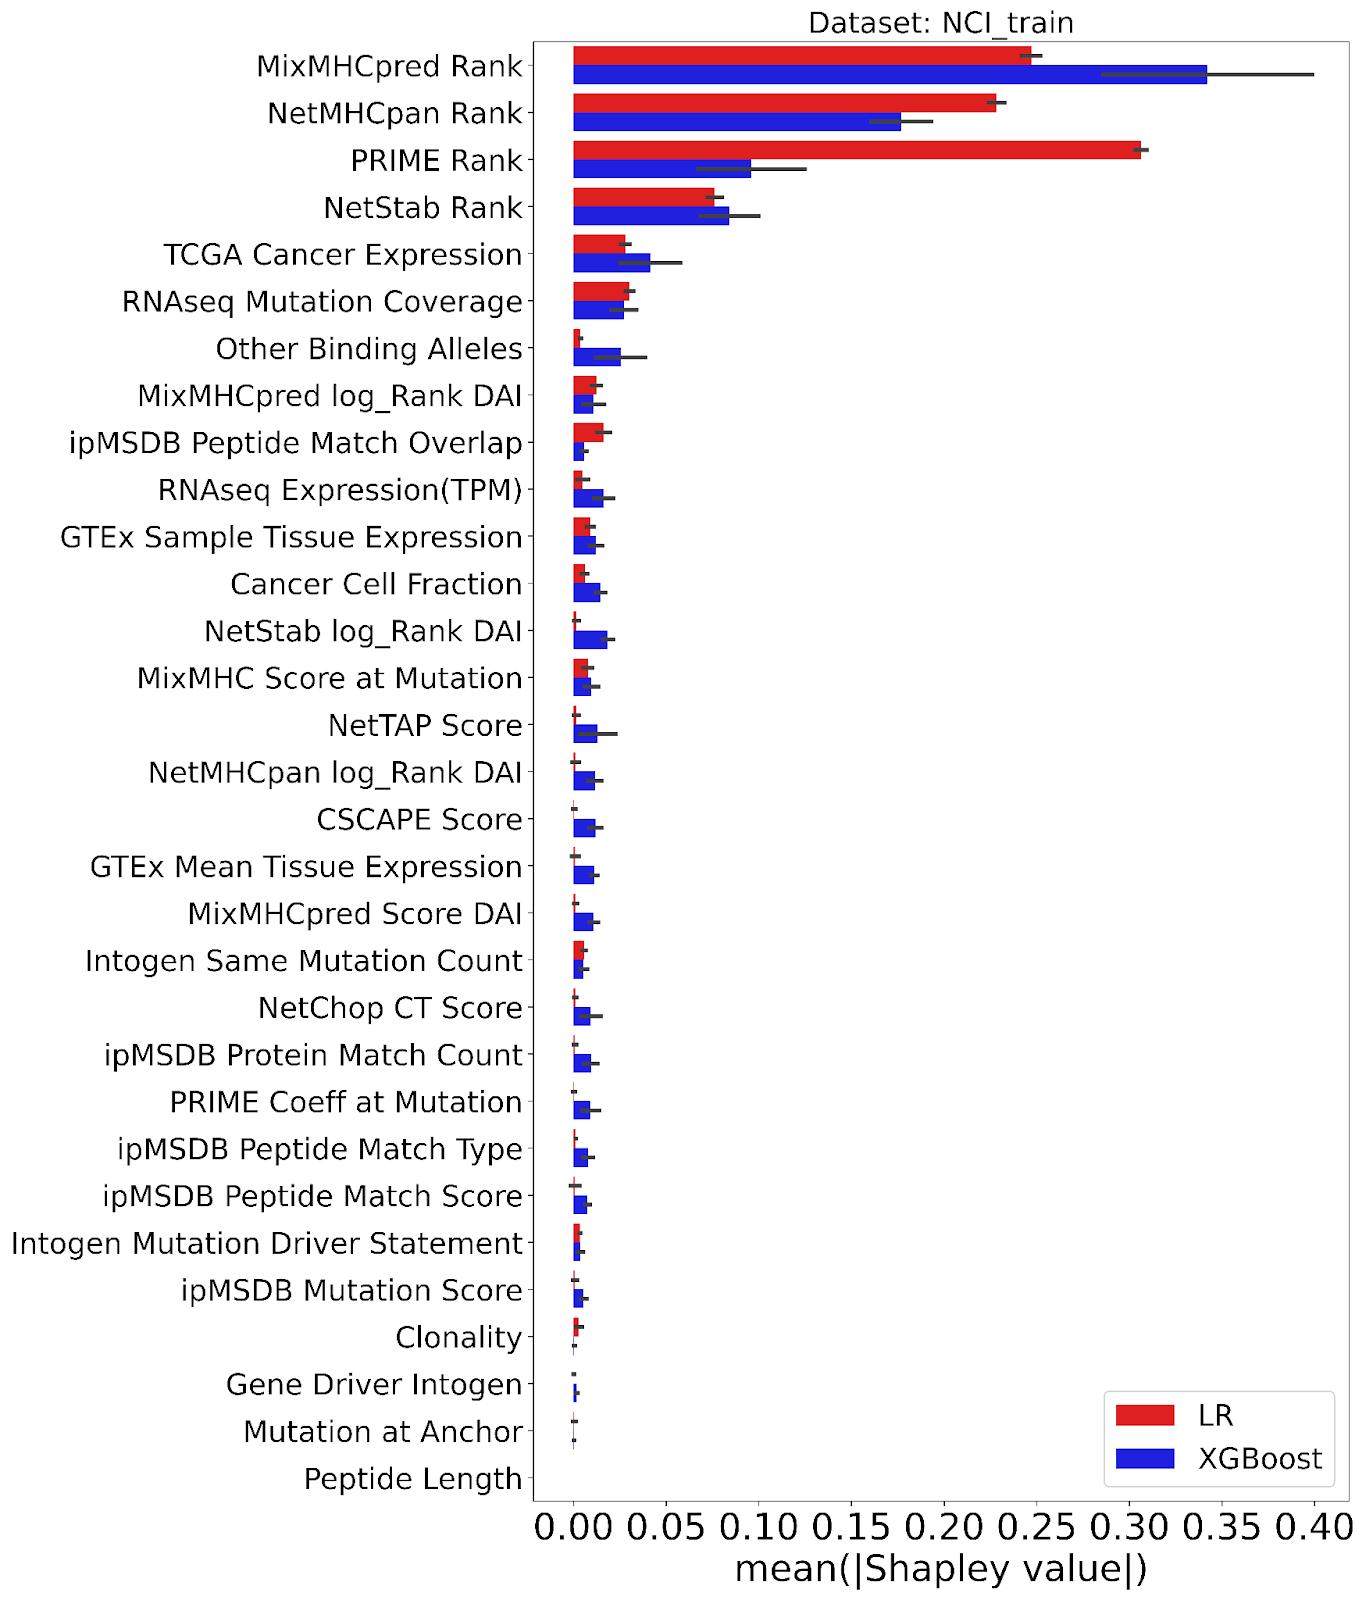 Dataset: NCI_train
MixMHCpred Rank
NetMHCpan Rank
PRIME Rank
NetStab Rank
TCGA Cancer Expression
RNAseq Mutation Coverage
Other Binding Alleles
MixMHCpred log_Rank DAI
ipMSDB Peptide Match Overlap
RNAseq Expression(TPM)
GTEx Sample Tissue Expression
Cancer Cell Fraction
NetStab log_Rank DAI
MixMHC Score at Mutation
NetTAP Score
NetMHCpan log_Rank DAI
CSCAPE Score
GTEx Mean Tissue Expression
MixMHCpred Score DAI
Intogen Same Mutation Count
NetChop CT Score
ipMSDB Protein Match Count
PRIME Coeff at Mutation
ipMSDB Peptide Match Type
ipMSDB Peptide Match Score
Intogen Mutation Driver Statement
ipMSDB Mutation Score
Clonality
Gene Driver Intogen
Mutation at Anchor
Peptide Length
LR
XGBoost
0.00 0.05 0.10 0.15 0.20 0.25 0.30 0.35 0.40
mean(|Shapley value|)